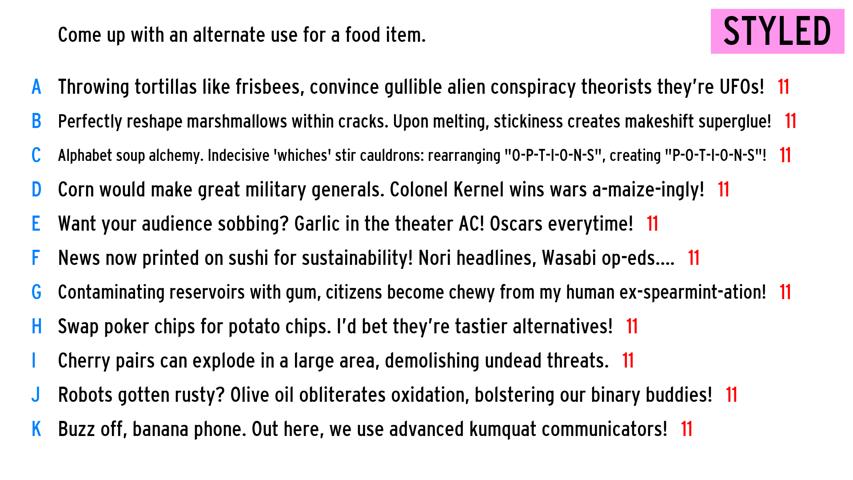 Come up with an alternate use for a food item.
STYLED
A Throwing tortillas like frisbees, convince gullible alien conspiracy theorists they're UFOs! 11
B Perfectly reshape marshmallows within cracks. Upon melting, stickiness creates makeshift superglue! 11
C Alphabet soup alchemy. Indecisive 'whiches' stir cauldrons: rearranging "O-P-T-I-O-N-S", creating "P-O-T-I-O-N-S"! 11
D Corn would make great military generals. Colonel Kernel wins wars a-maize-ingly! 11
E Want your audience sobbing? Garlic in the theater AC! Oscars everytime! 11
F News now printed on sushi for sustainability! Nori headlines, Wasabi op-eds.... 11
G Contaminating reservoirs with gum, citizens become chewy from my human ex-spearmint-ation! 11
H Swap poker chips for potato chips. I'd bet they're tastier alternatives! 11
I Cherry pairs can explode in a large area, demolishing undead threats. 11
J Robots gotten rusty? Olive oil obliterates oxidation, bolstering our binary buddies! 11
K Buzz off, banana phone. Out here, we use advanced kumquat communicators! 11